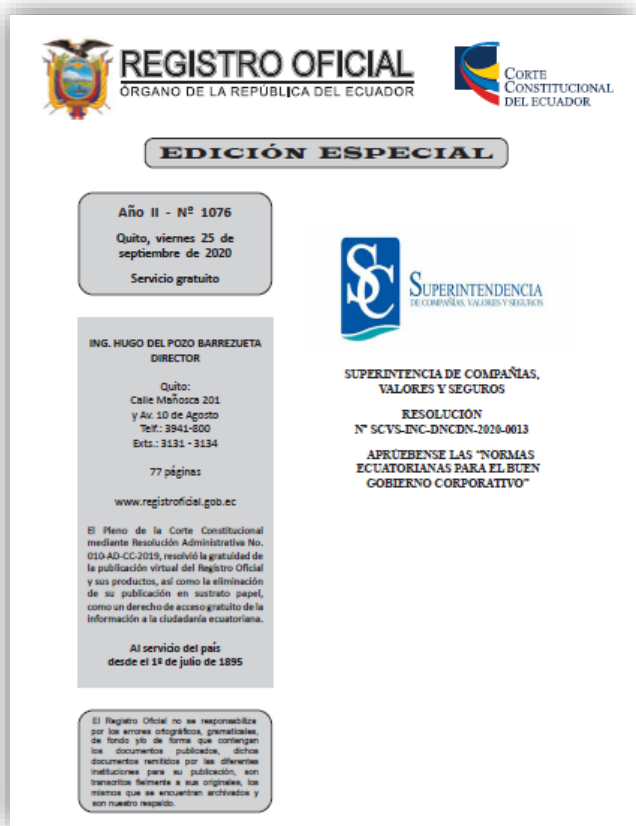 REGISTRO OFICIAL
ÓRGANO DE LA REPÚBLICA DEL ECUADOR
CORTE
CONSTITUCIONAL
DEL ECUADOR
EDICIÓN ESPECIAL
Año II - Nº 1076
Quito, viernes 25 de
septiembre de 2020
Servicio gratuito
ING. HUGO DEL POZO BARREZUETA
DIRECTOR
Quito:
Calle Mañosca 201
y Av. 10 de Agosto
Telf.: 3941-800
Exts.: 3131 - 3134
77 páginas
www.registroficial.gob.ec
El Pleno de la Corte Constitucional
mediante Resolución Administrativa No.
010-AD-CC-2019, resolvió la gratuidad de
la publicación virtual del Registro Oficial
y sus productos, así como la eliminación
de su publicación en sustrato papel,
como un derecho de acceso gratuito de la
información a la ciudadanía ecuatoriana.
Al servicio del país
desde el 1º de julio de 1895
El Registro Oficial no se responsabiliza
por los errores ortográficos, gramaticales,
de fondo y/o de forma que contengan
los documentos publicados, dichos
documentos remitidos por las diferentes
instituciones para su publicación, son
transcritos fielmente a sus originales, los
mismos que se encuentran archivados y
son nuestro respaldo.
SC
SUPERINTENDENCIA
DE COMPAÑÍAS, VALORES Y SEGUROS
SUPERINTENCIA DE COMPAÑÍAS,
VALORES Y SEGUROS
RESOLUCIÓN
Nº SCVS-INC-DNCDN-2020-0013
APRÚEBENSE LAS "NORMAS
ECUATORIANAS PARA EL BUEN
GOBIERNO CORPORATIVO"